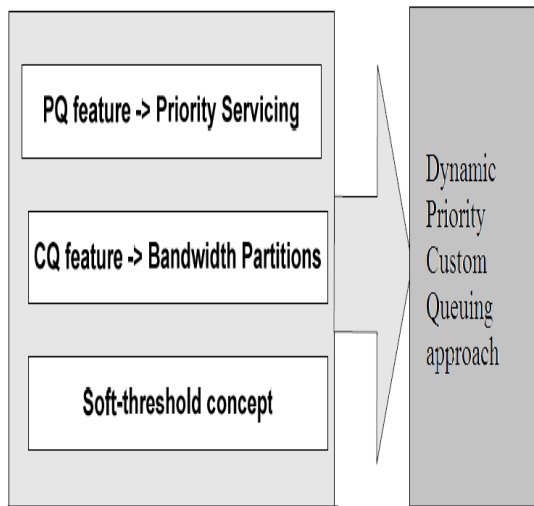 PQ feature -> Priority Servicing
CQ feature -> Bandwidth Partitions
Soft-threshold concept
Dynamic
Priority
Custom
Queuing
approach